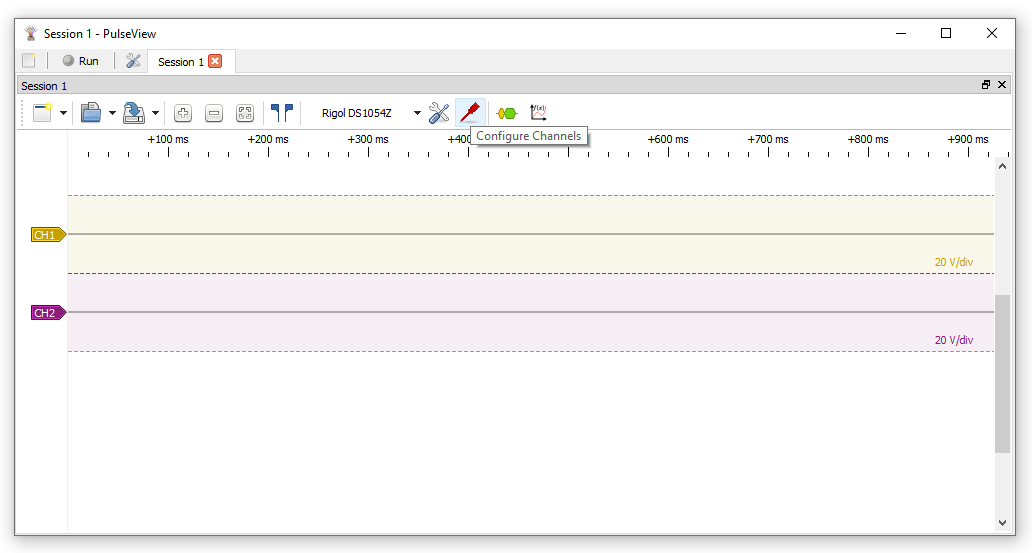 Session 1 - PulseView
Run
Session 1
Session 1
Rigol DS1054Z
f(x)
Configure Channels
+100 ms +200 ms +300 ms +400 +600 ms +700 ms +800 ms +900 ms
CH1
20 V/div
CH2
20 V/div